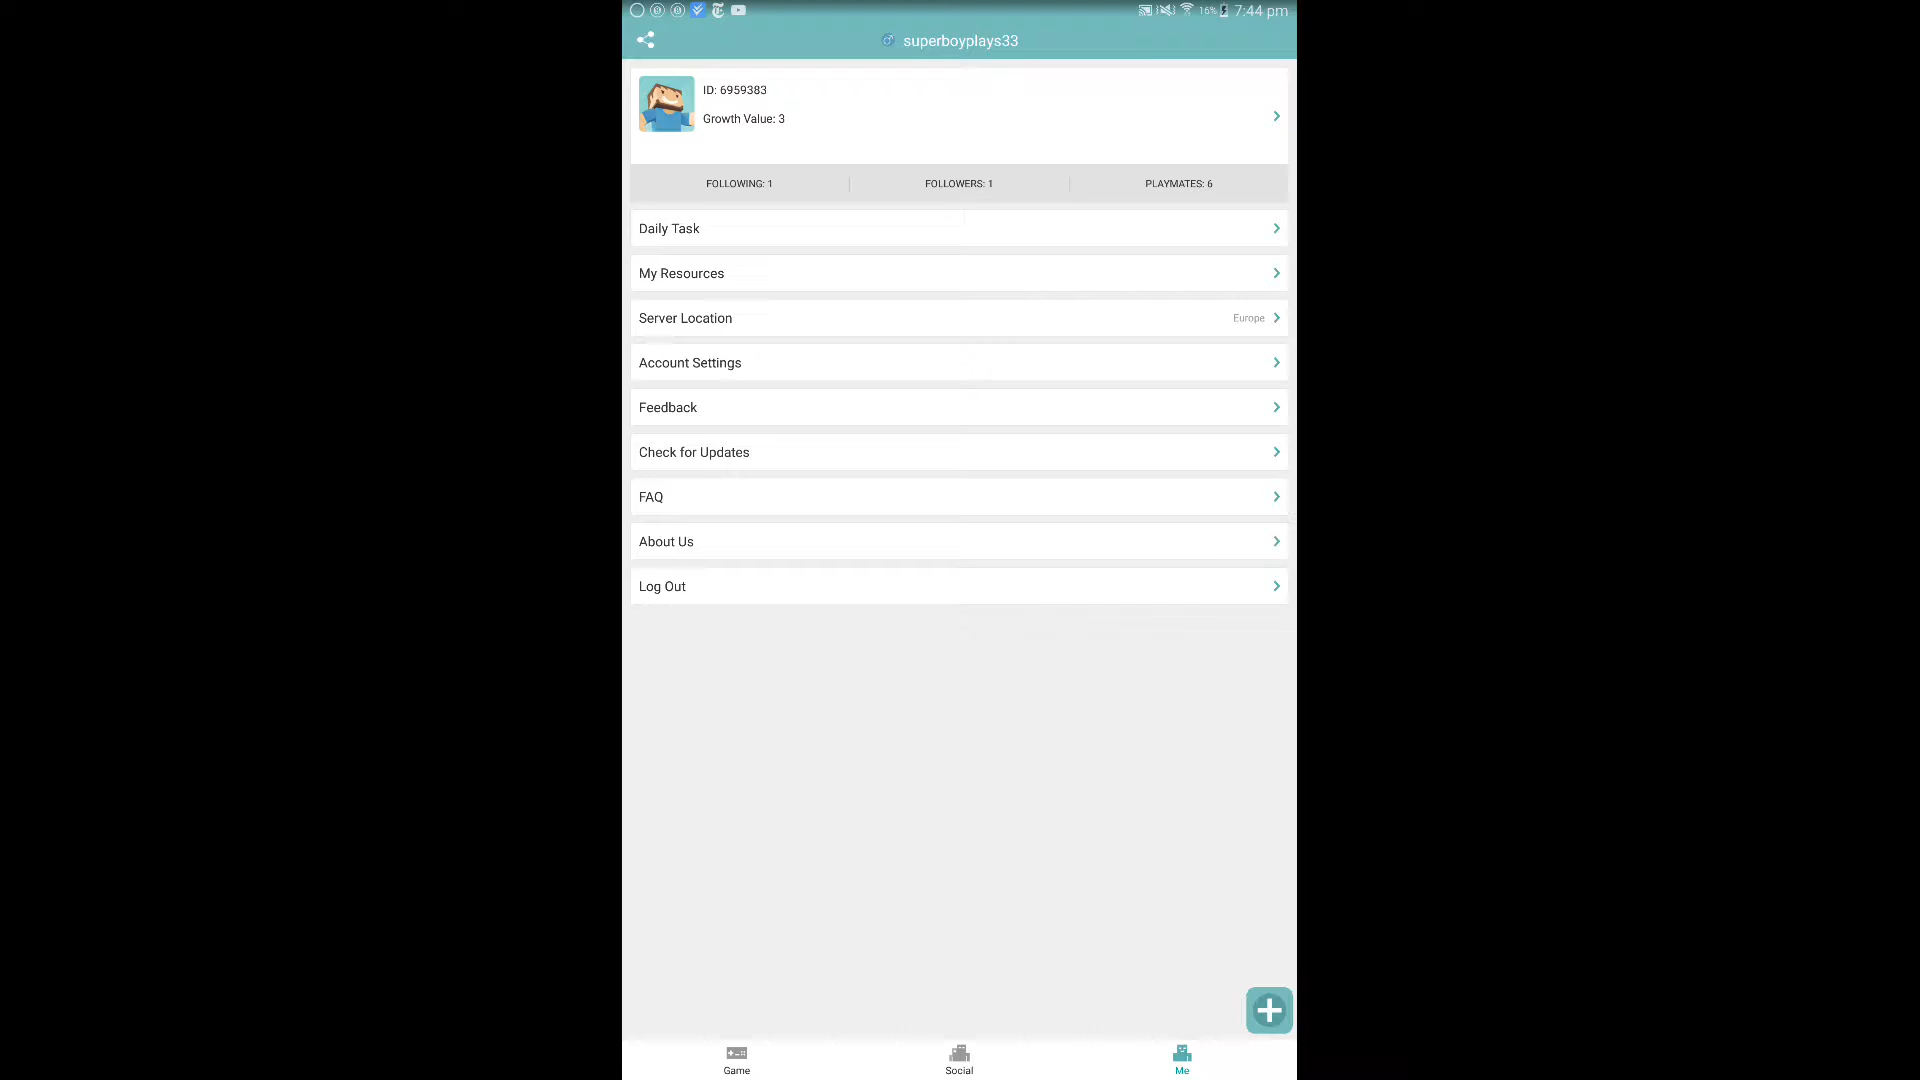 16% 7:44 pm
superboyplays33
ID: 6959383
Growth Value: 3
FOLLOWING: 1 FOLLOWERS: 1 PLAYMATES: 6
Daily Task
My Resources
Server Location Europe
Account Settings
Feedback
Check for Updates
FAQ
About Us
Log Out
Game Social Me